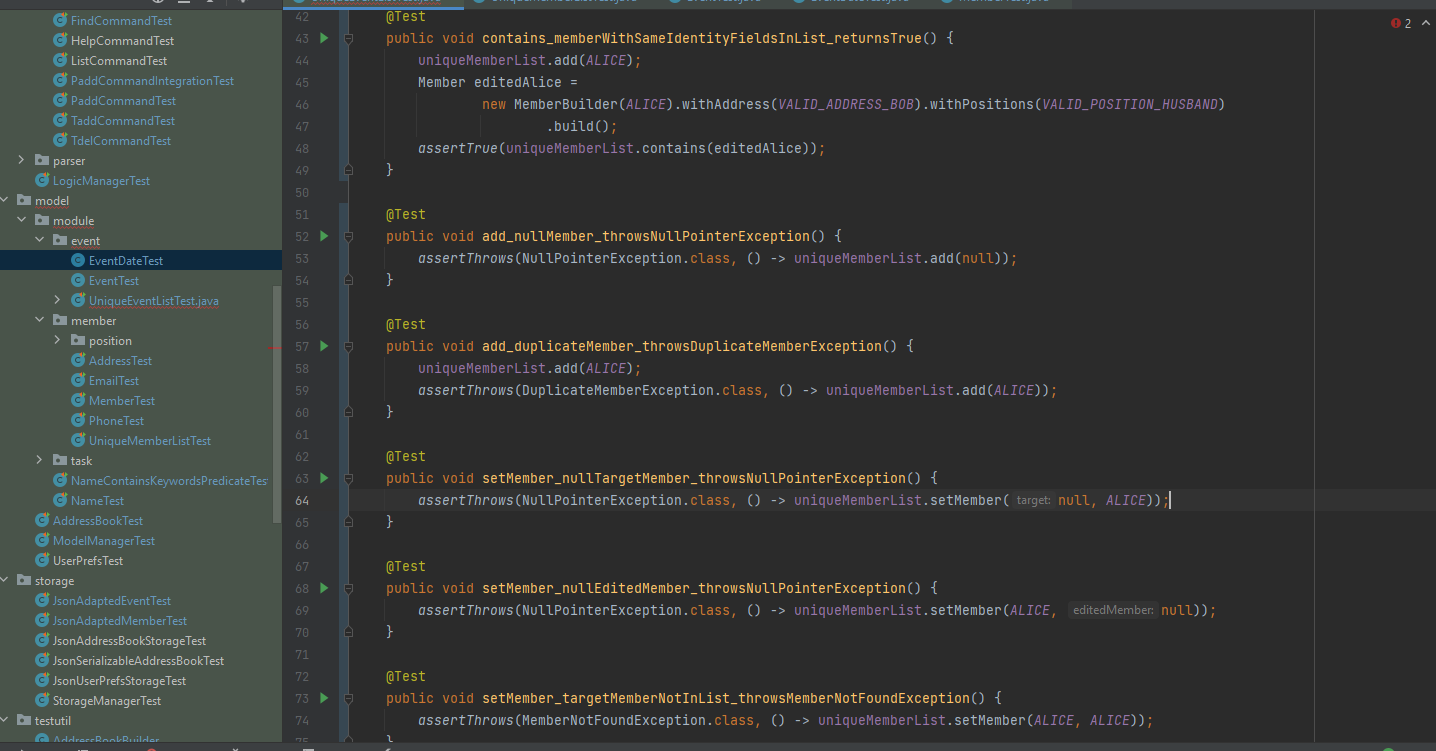 FindCommandTest
HelpCommandTest
ListCommandTest
PaddCommandIntegrationTest
PaddCommandTest
TaddCommandTest
TdelCommandTest
parser
LogicManagerTest
model
module
event
EventDateTest
EventTest
UniqueEventListTest.java
member
position
AddressTest
EmailTest
MemberTest
PhoneTest
UniqueMemberListTest
task
NameContainsKeywordsPredicateTes
NameTest
AddressBookTest
ModelManagerTest
UserPrefsTest
storage
JsonAdaptedEventTest
JsonAdaptedMemberTest
JsonAddressBookStorageTest
JsonSerializableAddressBookTest
JsonUserPrefsStorageTest
StorageManagerTest
testutil
AddressBookBuilder
2
42 @Test
43 public void contains_memberWithSameIdentityFieldsInList_returnsTrue() {
44 uniqueMemberList.add(ALICE);
45 Member editedAlice =
46 new MemberBuilder(ALICE).withAddress(VALID_ADDRESS_BOB).withPositions(VALID_POSITION_HUSBAND)
47 .build();
48 assertTrue(uniqueMemberList.contains(editedAlice));
49 }
50
51 @Test
52 public void add_nullMember_throwsNullPointerException() {
53 assertThrows(NullPointerException.class, () -> uniqueMemberList.add(null));
54 }
55
56 @Test
57 public void add_duplicateMember_throwsDuplicateMemberException() {
58 uniqueMemberList.add(ALICE);
59 assertThrows(DuplicateMemberException.class, () -> uniqueMemberList.add(ALICE));
60 }
61
62 @Test
63 public void setMember_nullTargetMember_throwsNullPointerException() {
64 assertThrows(NullPointerException.class, () -> uniqueMemberList.setMember( target: null, ALICE));
65 }
66
67 @Test
68 public void setMember_nullEditedMember_throwsNullPointerException() {
69 assertThrows(NullPointerException.class, () -> uniqueMemberList.setMember(ALICE, editedMember: null));
70 }
71
72 @Test
73 public void setMember_targetMemberNotInList_throwsMemberNotFoundException() {
74 assertThrows(MemberNotFoundException.class, () -> uniqueMemberList.setMember(ALICE, ALICE));
75 }